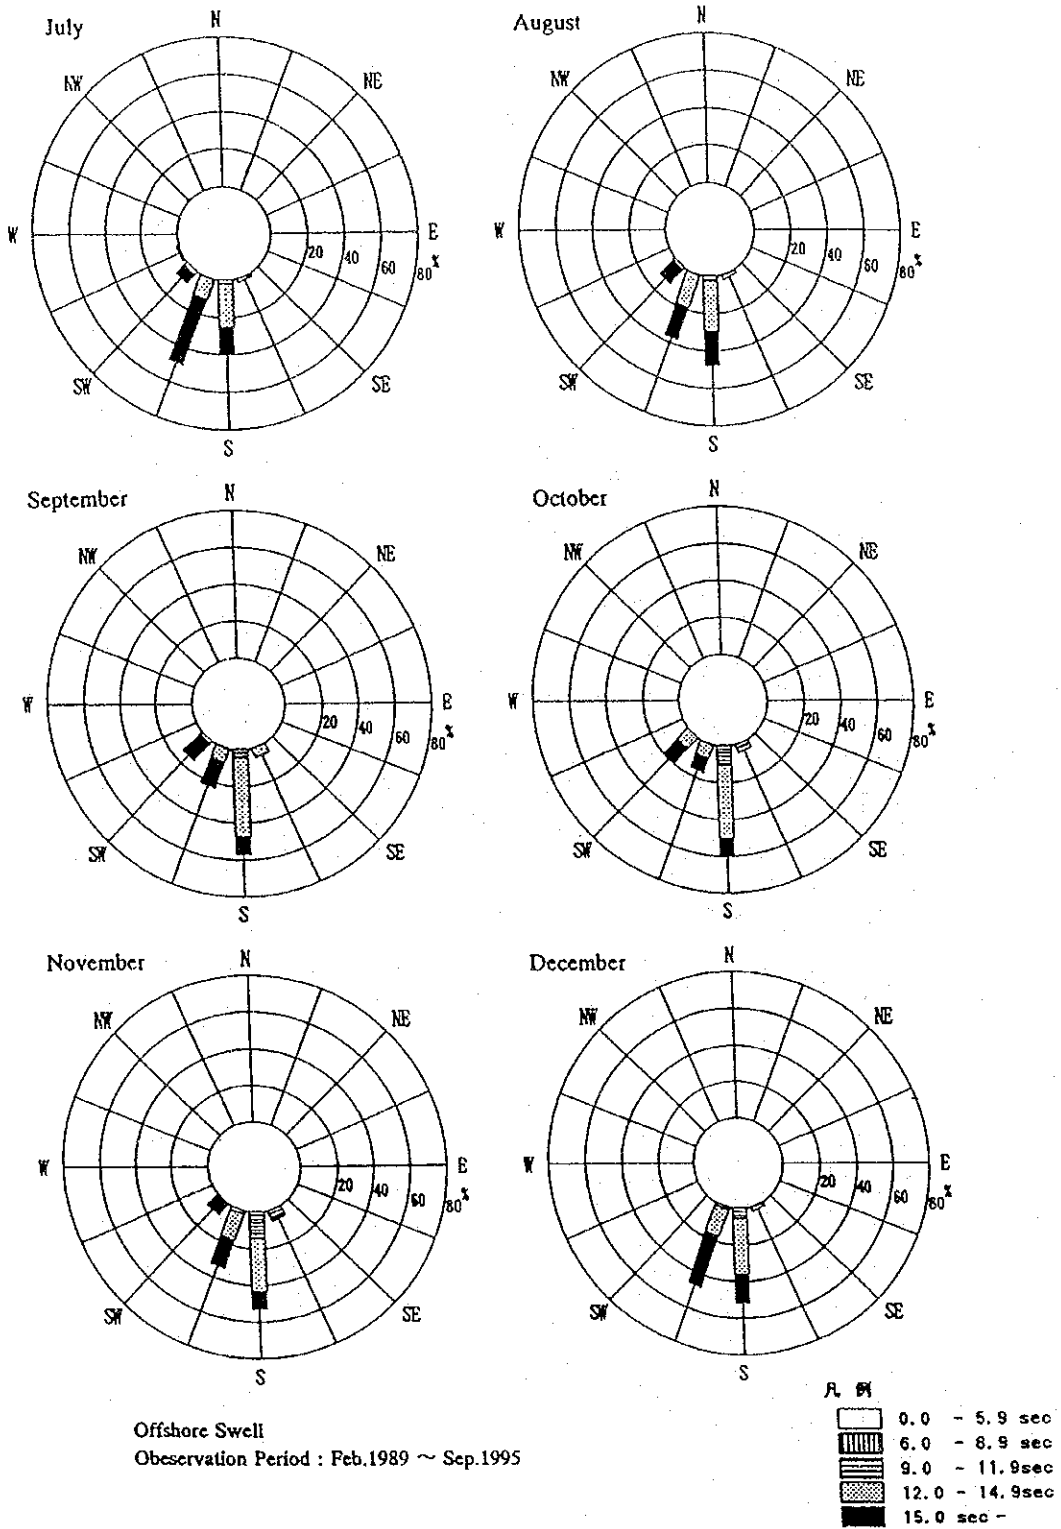 July
N
NW
NE
W
E
20
40
60
80%
SW
SE
S
August
N
NW
NE
W
E
20
40
60
80%
SW
SE
S
September
N
NW
NE
W
E
20
40
60
80%
SW
SE
S
October
N
NW
NE
W
E
20
40
60
80%
SW
SE
S
November
N
NW
NE
W
E
20
40
60
80%
SW
SE
S
December
N
NW
NE
W
E
20
40
60
80%
SW
SE
S
Offshore Swell
Obeservation Period : Feb.1989 ～ Sep.1995
凡 例
0.0 - 5.9 sec
6.0 - 8.9 sec
9.0 - 11.9sec
12.0 - 14.9sec
15.0 sec -